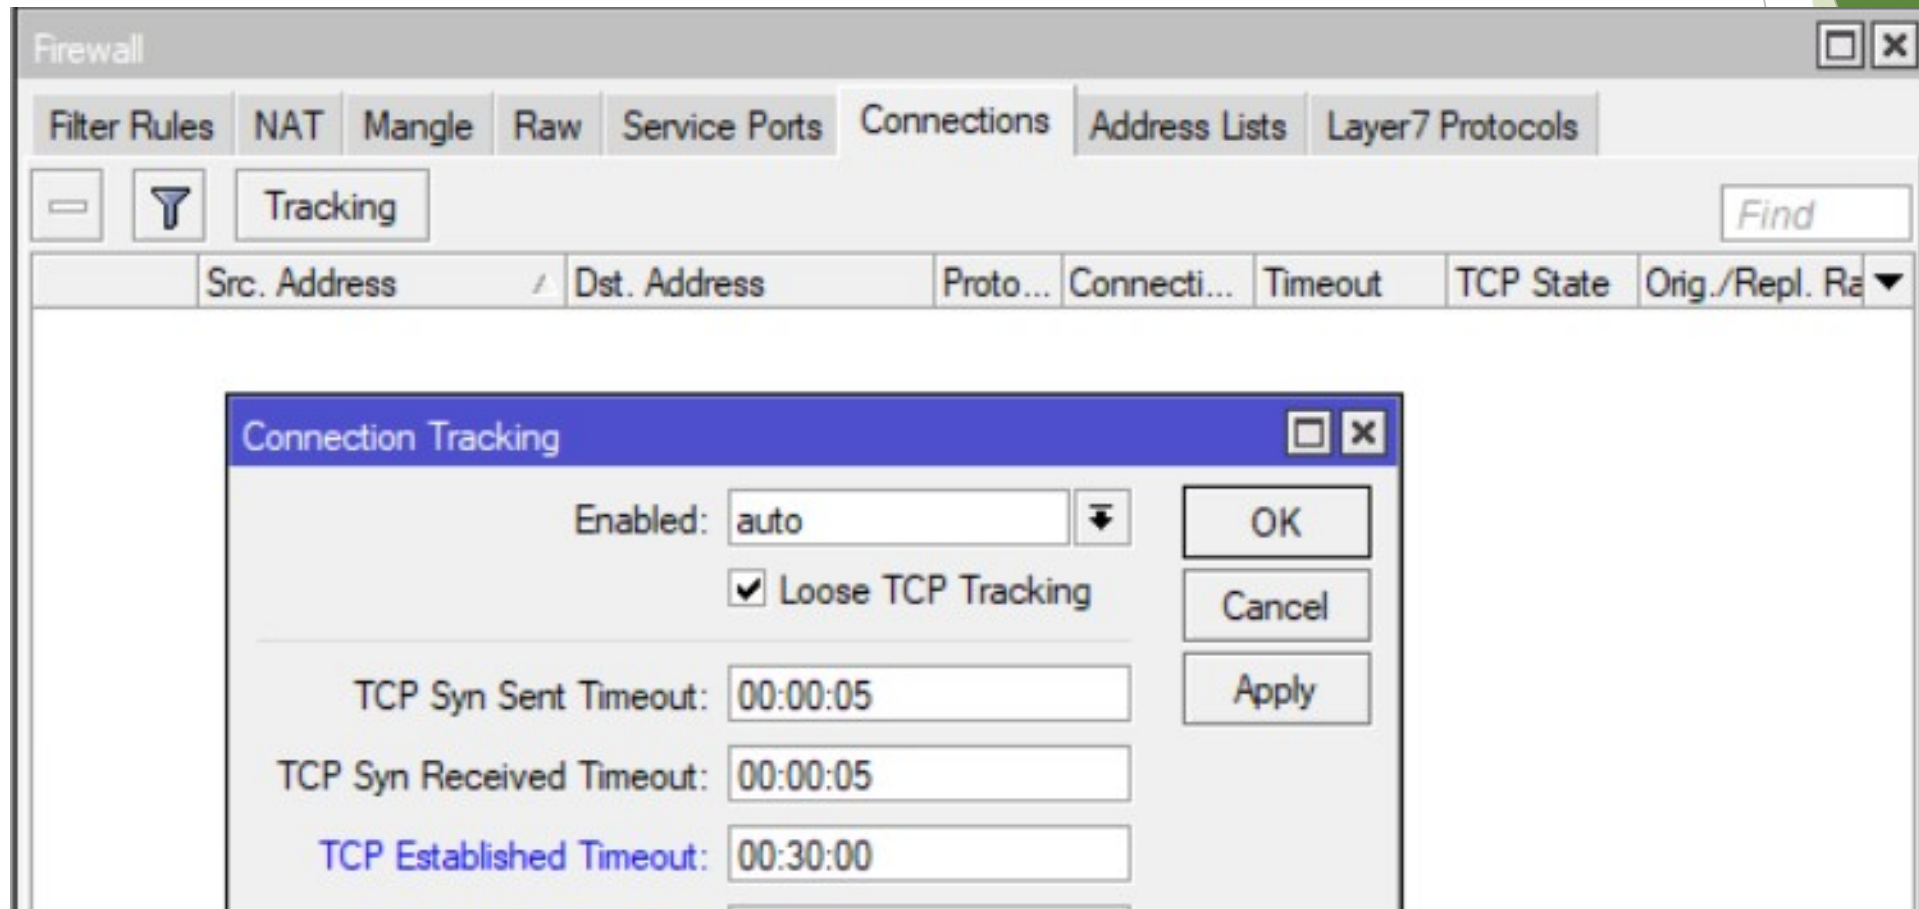 Firewall
Filter Rules NAT Mangle Raw Service Ports Connections Address Lists Layer7 Protocols
Tracking Find
Src. Address Dst. Address Proto... Connecti... Timeout TCP State Orig./Repl. Ra
Connection Tracking
Enabled: auto OK
Loose TCP Tracking Cancel
TCP Syn Sent Timeout: 00:00:05 Apply
TCP Syn Received Timeout: 00:00:05
TCP Established Timeout: 00:30:00